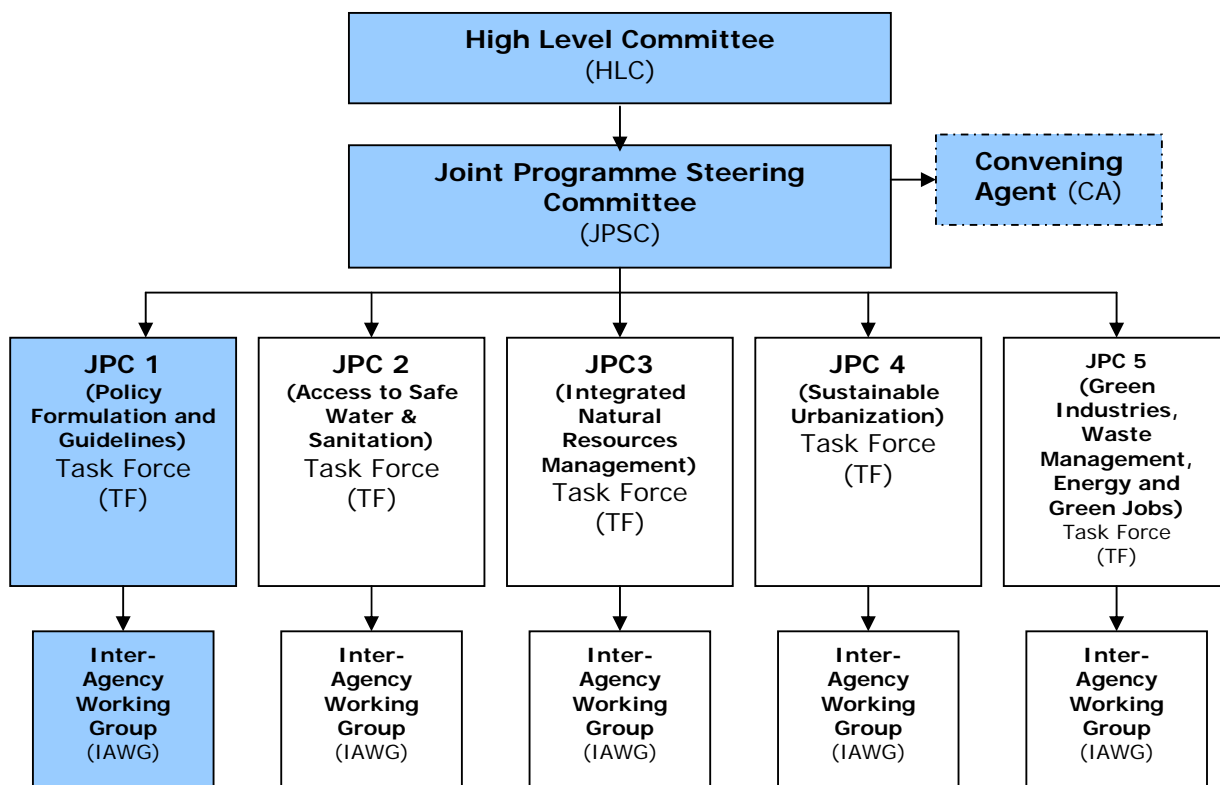 High Level Committee
(HLC)
Joint Programme Steering
Committee
(JPSC)
Convening
Agent (CA)
JPC 1
(Policy
Formulation and
Guidelines)
Task Force
(TF)
JPC 2
(Access to Safe
Water &
Sanitation)
Task Force
(TF)
JPC3
(Integrated
Natural
Resources
Management)
Task Force
(TF)
JPC 4
(Sustainable
Urbanization)
Task Force
(TF)
JPC 5
(Green
Industries,
Waste
Management,
Energy and
Green Jobs)
Task Force
(TF)
Inter-
Agency
Working
Group
(IAWG)
Inter-
Agency
Working
Group
(IAWG)
Inter-
Agency
Working
Group
(IAWG)
Inter-
Agency
Working
Group
(IAWG)
Inter-
Agency
Working
Group
(IAWG)